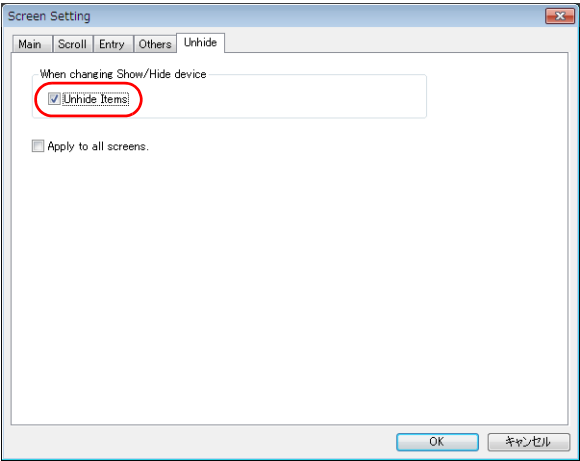 Screen Setting
Main Scroll Entry Others Unhide
When changing Show/Hide device
Unhide Items
Apply to all screens.
OK キャンセル